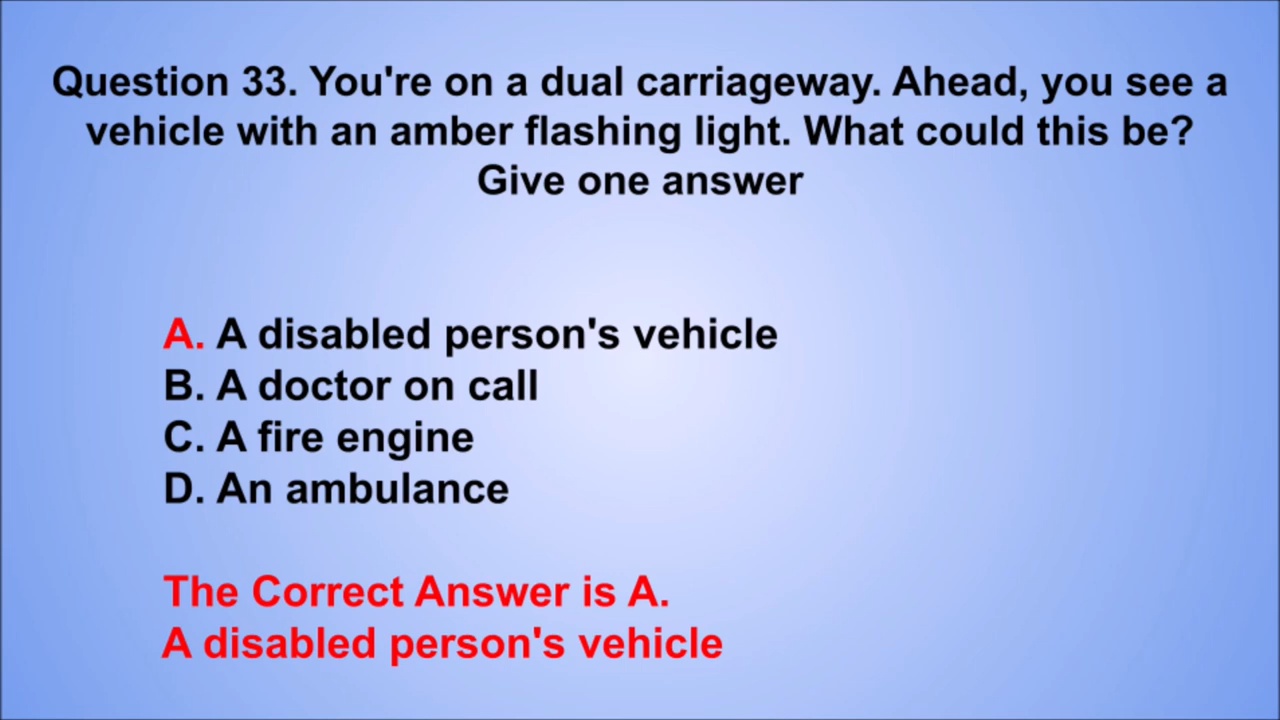 Question 33. You're on a dual carriageway. Ahead, you see a
vehicle with an amber flashing light. What could this be?
Give one answer
A. A disabled person's vehicle
B. A doctor on call
C. A fire engine
D. An ambulance
The Correct Answer is A.
A disabled person's vehicle